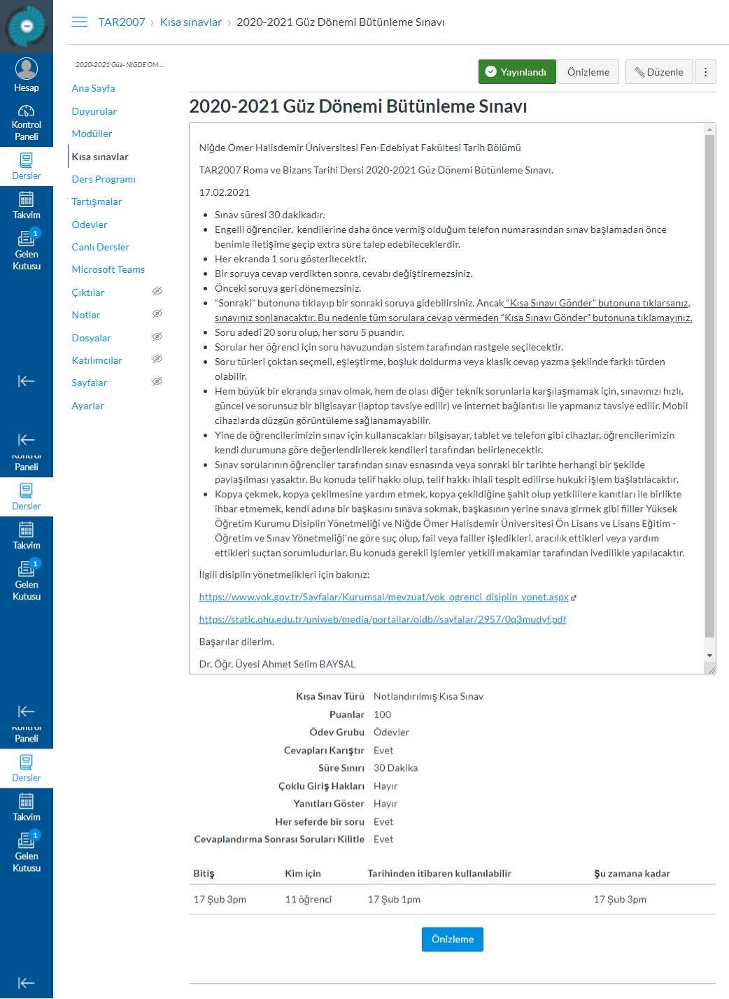 TAR2007 › Kısa sınavlar › 2020-2021 Güz Dönemi Bütünleme Sınavı
Hesap
Kontrol
Paneli
Dersler
Takvim
1
Gelen
Kutusu
Paneli
Dersler
Takvim
1
Gelen
Kutusu
Paneli
Dersler
Takvim
1
Gelen
Kutusu
2020-2021 Güz- NIGDE OM...
Ana Sayfa
Duyurular
Modüller
Kısa sınavlar
Ders Programı
Tartışmalar
Ödevler
Canlı Dersler
Microsoft Teams
Çıktılar
Notlar
Dosyalar
Katılımcılar
Sayfalar
Ayarlar
Yayınlandı Önizleme Düzenle
2020-2021 Güz Dönemi Bütünleme Sınavı
Niğde Ömer Halisdemir Üniversitesi Fen-Edebiyat Fakültesi Tarih Bölümü
TAR2007 Roma ve Bizans Tarihi Dersi 2020-2021 Güz Dönemi Bütünleme Sınavı.
17.02.2021
• Sınav süresi 30 dakikadır.
• Engelli öğrenciler, kendilerine daha önce vermiş olduğum telefon numarasından sınav başlamadan önce
benimle iletişime geçip extra süre talep edebileceklerdir.
• Her ekranda 1 soru gösterilecektir.
• Bir soruya cevap verdikten sonra, cevabı değiştiremezsiniz.
• Önceki soruya geri dönemezsiniz.
• “Sonraki” butonuna tıklayıp bir sonraki soruya gidebilirsiniz. Ancak “Kısa Sınavı Gönder” butonuna tıklarsanız,
sınavınız sonlanacaktır. Bu nedenle tüm sorulara cevap vermeden “Kısa Sınavı Gönder” butonuna tıklamayınız.
• Soru adedi 20 soru olup, her soru 5 puandır.
• Sorular her öğrenci için soru havuzundan sistem tarafından rastgele seçilecektir.
• Soru türleri çoktan seçmeli, eşleştirme, boşluk doldurma veya klasik cevap yazma şeklinde farklı türden
olabilir.
• Hem büyük bir ekranda sınav olmak, hem de olası diğer teknik sorunlarla karşılaşmamak için, sınavınızı hızlı,
güncel ve sorunsuz bir bilgisayar (laptop tavsiye edilir) ve internet bağlantısı ile yapmanız tavsiye edilir. Mobil
cihazlarda düzgün görüntüleme sağlanamayabilir.
• Yine de öğrencilerimizin sınav için kullanacakları bilgisayar, tablet ve telefon gibi cihazlar, öğrencilerimizin
kendi durumuna göre değerlendirilerek kendileri tarafından belirlenecektir.
• Sınav sorularının öğrenciler tarafından sınav esnasında veya sonraki bir tarihte herhangi bir şekilde
paylaşılması yasaktır. Bu konuda telif hakkı olup, telif hakkı ihlali tespit edilirse hukuki işlem başlatılacaktır.
• Kopya çekmek, kopya çekilmesine yardım etmek, kopya çekildiğine şahit olup yetkililere kanıtları ile birlikte
ihbar etmemek, kendi adına bir başkasını sınava sokmak, başkasının yerine sınava girmek gibi fiiller Yüksek
Öğretim Kurumu Disiplin Yönetmeliği ve Niğde Ömer Halisdemir Üniversitesi Ön Lisans ve Lisans Eğitim -
Öğretim ve Sınav Yönetmeliği'ne göre suç olup, fail veya failler işledikleri, aracılık ettikleri veya yardım
ettikleri suçtan sorumludurlar. Bu konuda gerekli işlemler yetkili makamlar tarafından ivedilikle yapılacaktır.
İlgili disiplin yönetmelikleri için bakınız:
https://www.yok.gov.tr/Sayfalar/Kurumsal/mevzuat/yok_ogrenci_disiplin_yonet.aspx
https://static.ohu.edu.tr/uniweb/media/portallar/oidb//sayfalar/2957/0q3mudyf.pdf
Başarılar dilerim.
Dr. Öğr. Üyesi Ahmet Selim BAYSAL
Kısa Sınav Türü Notlandırılmış Kısa Sınav
Puanlar 100
Ödev Grubu Ödevler
Cevapları Karıştır Evet
Süre Sınırı 30 Dakika
Çoklu Giriş Hakları Hayır
Yanıtları Göster Hayır
Her seferde bir soru Evet
Cevaplandırma Sonrası Soruları Kilitle Evet
Bitiş Kim için Tarihinden itibaren kullanılabilir Şu zamana kadar
17 Şub 3pm 11 öğrenci 17 Şub 1pm 17 Şub 3pm
Önizleme